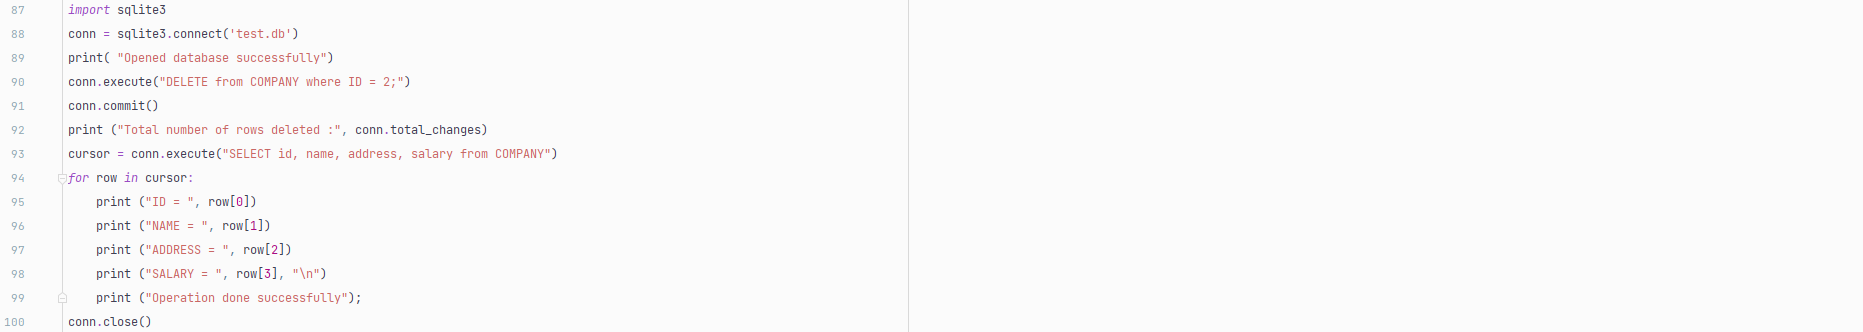 87 import sqlite3
88 conn = sqlite3.connect('test.db')
89 print( "Opened database successfully")
90 conn.execute("DELETE from COMPANY where ID = 2;")
91 conn.commit()
92 print ("Total number of rows deleted :", conn.total_changes)
93 cursor = conn.execute("SELECT id, name, address, salary from COMPANY")
94 for row in cursor:
95     print ("ID = ", row[0])
96     print ("NAME = ", row[1])
97     print ("ADDRESS = ", row[2])
98     print ("SALARY = ", row[3], "\n")
99     print ("Operation done successfully");
100 conn.close()